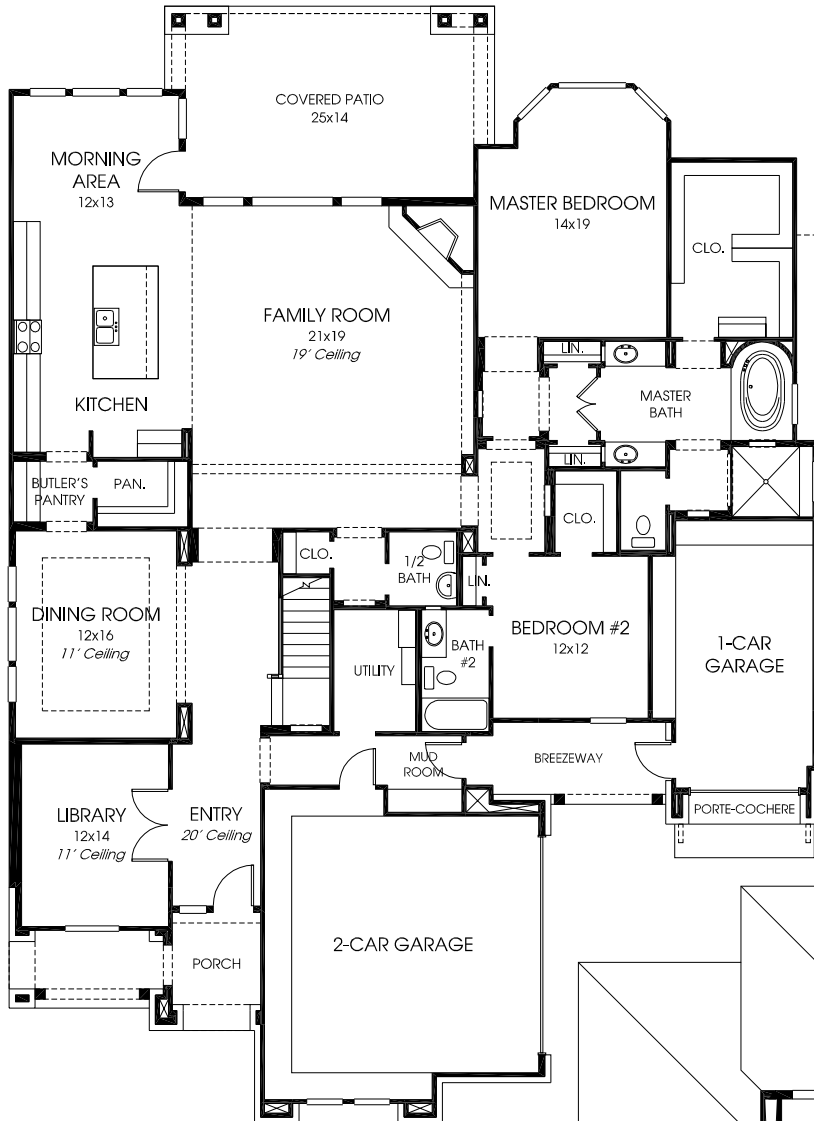 COVERED PATIO
25x14
MORNING
AREA
12x13
MASTER BEDROOM
14x19
CLO.
FAMILY ROOM
21x19
19' Ceiling
LIN.
KITCHEN
MASTER
BATH
LIN.
BUTLER'S
PANTRY
PAN.
CLO.
CLO.
1/2
BATH
LIN.
DINING ROOM
12x16
11' Ceiling
BEDROOM #2
12x12
BATH
#2
1-CAR
GARAGE
UTILITY
MUD
ROOM
BREEZEWAY
LIBRARY
12x14
11' Ceiling
ENTRY
20' Ceiling
PORTE-COCHERE
2-CAR GARAGE
PORCH